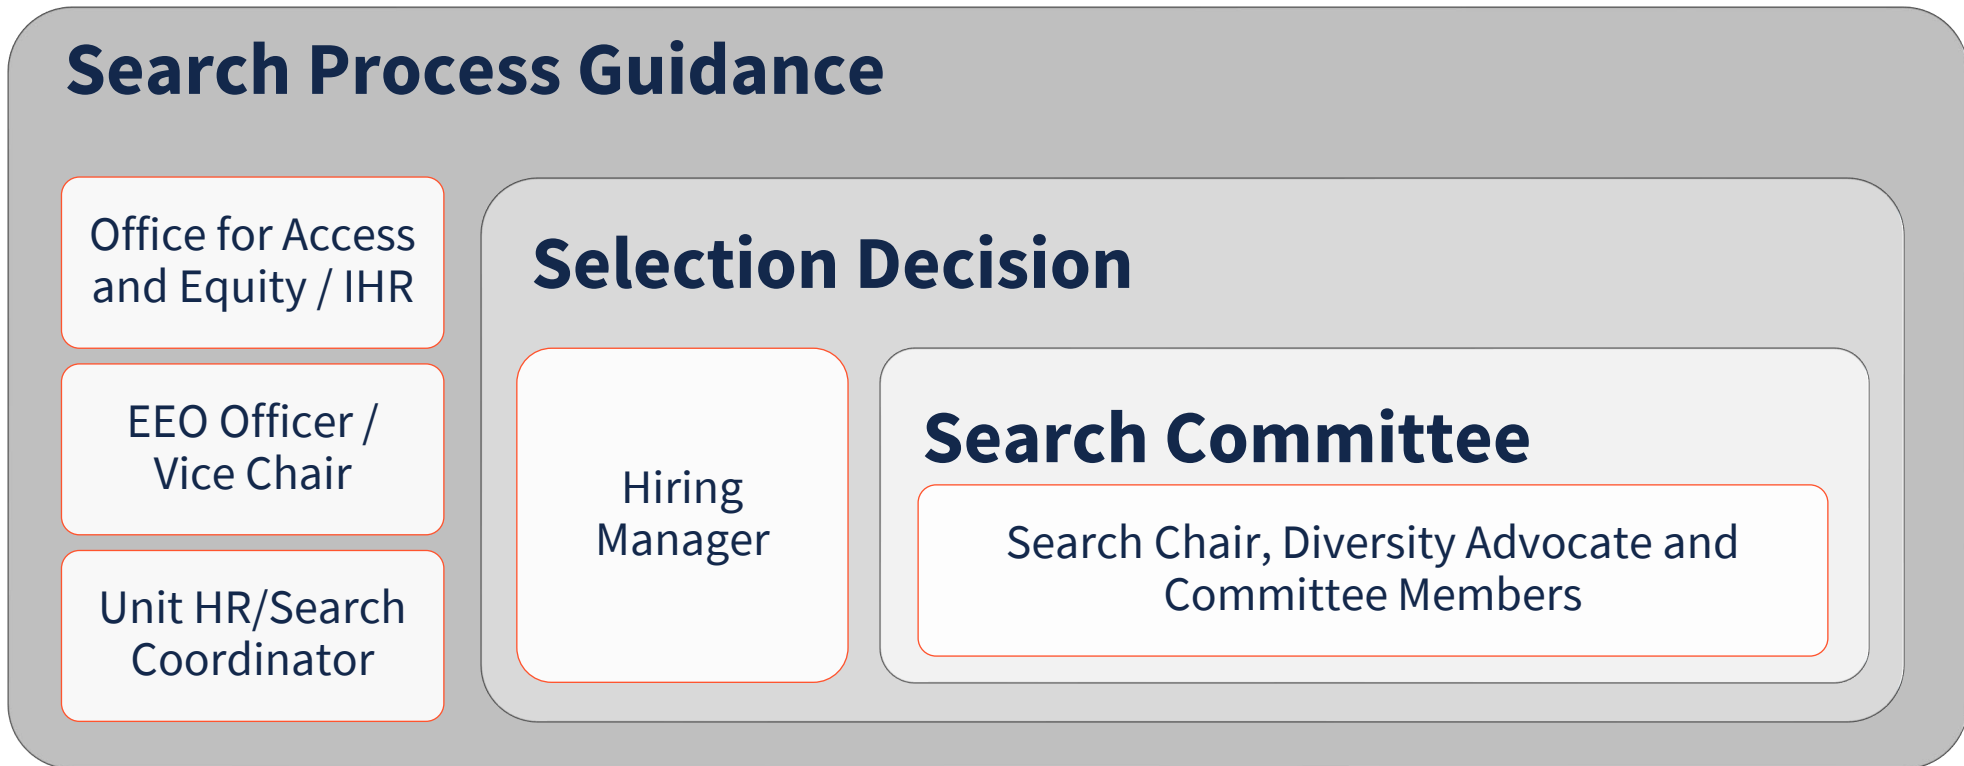 Search Process Guidance
Office for Access
and Equity / IHR
EEO Officer /
Vice Chair
Unit HR/Search
Coordinator
Selection Decision
Hiring
Manager
Search Committee
Search Chair, Diversity Advocate and
Committee Members